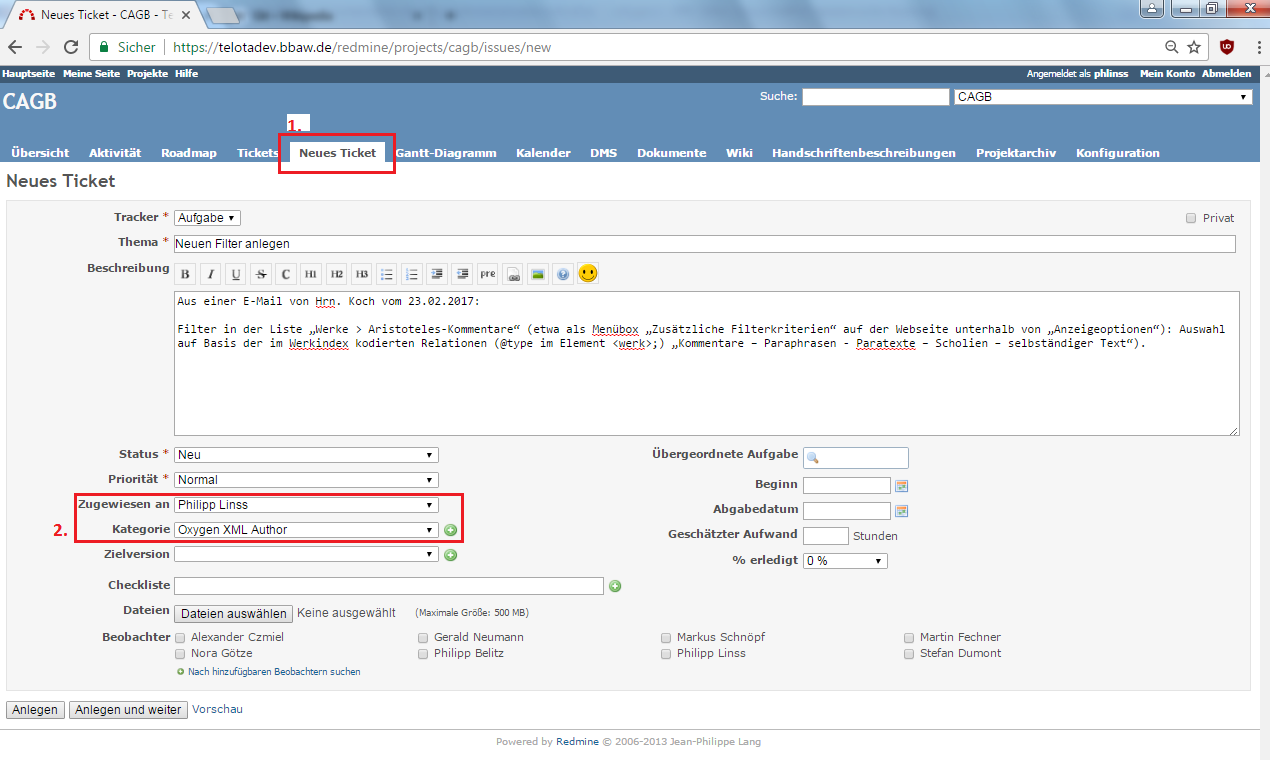 Neues Ticket - CAGB - Te
Sicher https://telotadev.bbaw.de/redmine/projects/cagb/issues/new
Hauptseite Meine Seite Projekte Hilfe Angemeldet als phlinss Mein Konto Abmelden
CAGB Suche: CAGB
1.
Übersicht Aktivität Roadmap Tickets Neues Ticket Gantt-Diagramm Kalender DMS Dokumente Wiki Handschriftenbeschreibungen Projektarchiv Konfiguration
Neues Ticket
Tracker * Aufgabe Privat
Thema * Neuen Filter anlegen
Beschreibung B I U S C H1 H2 H3 pre
Aus einer E-Mail von Hrn. Koch vom 23.02.2017:
Filter in der Liste „Werke > Aristoteles-Kommentare“ (etwa als Menübox „Zusätzliche Filterkriterien“ auf der Webseite unterhalb von „Anzeigeoptionen“): Auswahl
auf Basis der im Werkindex kodierten Relationen (@type im Element <werk>;) „Kommentare – Paraphrasen - Paratexte – Scholien – selbständiger Text“).
Status * Neu Übergeordnete Aufgabe
Priorität * Normal Beginn
Zugewiesen an Philipp Linss Abgabedatum
2. Kategorie Oxygen XML Author Geschätzter Aufwand Stunden
Zielversion % erledigt 0 %
Checkliste
Dateien Dateien auswählen Keine ausgewählt (Maximale Größe: 500 MB)
Beobachter Alexander Czmiel Gerald Neumann Markus Schnöpf Martin Fechner
Nora Götze Philipp Belitz Philipp Linss Stefan Dumont
Nach hinzufügbaren Beobachtern suchen
Anlegen Anlegen und weiter Vorschau
Powered by Redmine © 2006-2013 Jean-Philippe Lang